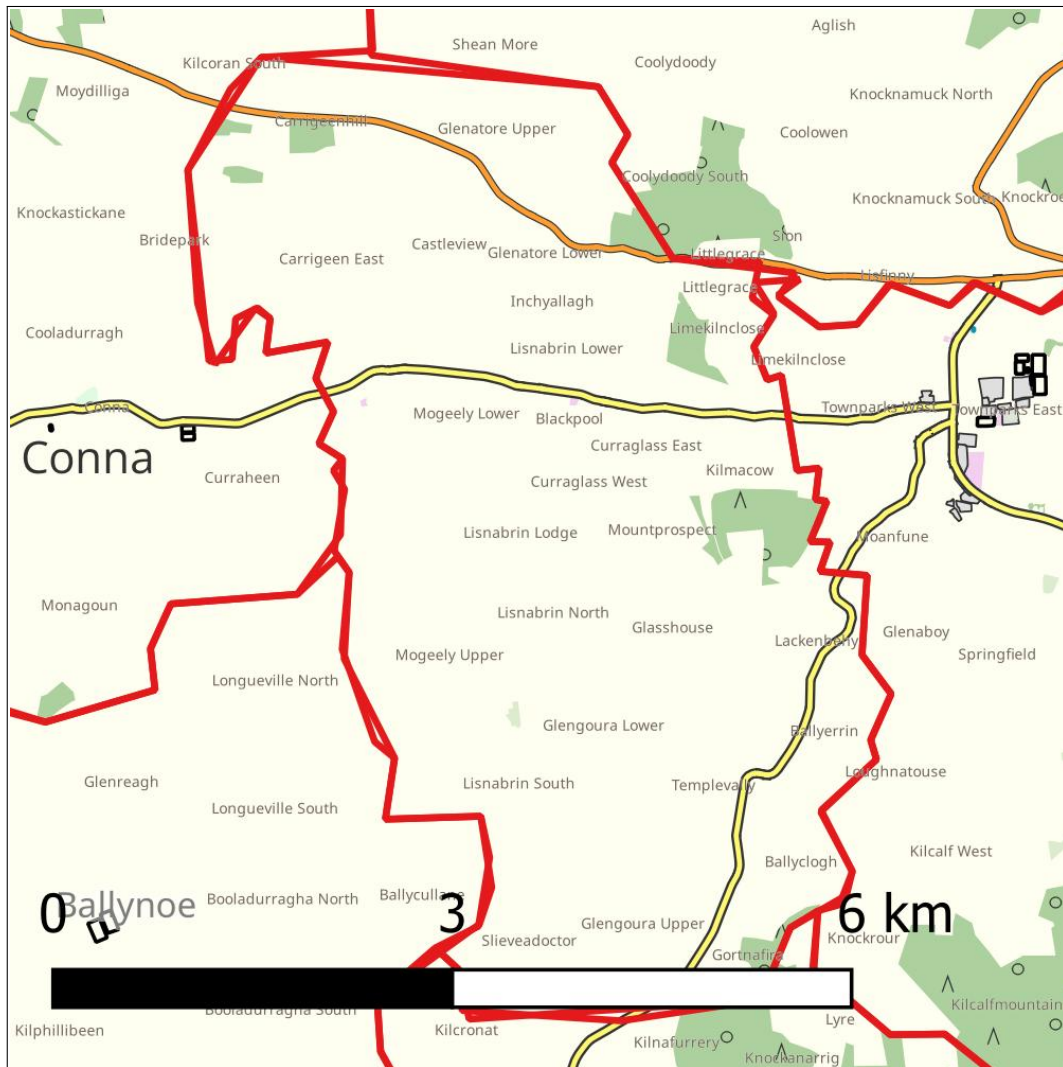 Aglish
Shean More
Kilcoran South
Coolydoody
Moydilliga
Knocknamuck North
Carrigeenhill
Glenatore Upper
Coolowen
Coolydoody South
Knocknamuck South
Knockroe
Knockastickane
Bridepark
Castleview
Sion
Glenatore Lower
Littlegrace
Carrigeen East
Lisfinny
Littlegrace
Inchyallagh
Cooladurragh
Limekilnclose
Lisnabrin Lower
Limekilnclose
Conna
Mogeely Lower
Blackpool
Townparks West
Townparks East
Conna
Curraglass East
Kilmacow
Curraheen
Curraglass West
Lisnabrin Lodge
Mountprospect
Moanfune
Monagoun
Lisnabrin North
Glasshouse
Lackenbehy
Glenaboy
Mogeely Upper
Springfield
Longueville North
Glengoura Lower
Ballyerrin
Glenreagh
Lisnabrin South
Templevally
Loughnatouse
Longueville South
Ballyclogh
Kilcalf West
Ballynoe
Booladurragha North
Ballycullane
0
3
6 km
Glengoura Upper
Slieveadoctor
Knockrour
Gortnafira
Kilcalfmountain
Booladurragha South
Kilphillibeen
Kilcronat
Lyre
Kilnafurrery
Knockanarrig